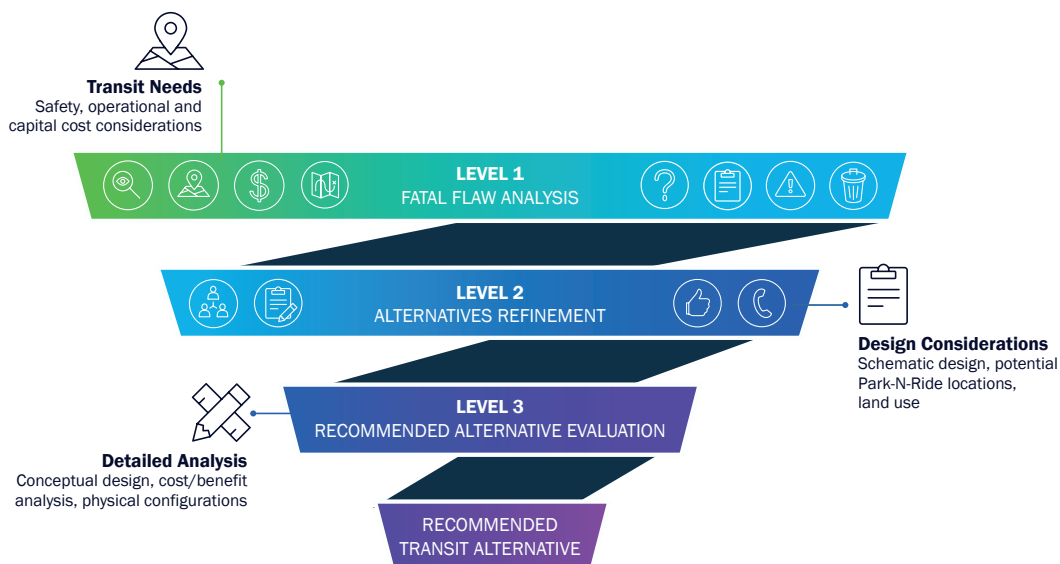 Transit Needs
Safety, operational and
capital cost considerations
LEVEL 1
FATAL FLAW ANALYSIS
LEVEL 2
ALTERNATIVES REFINEMENT
Design Considerations
Schematic design, potential
Park-N-Ride locations,
land use
LEVEL 3
RECOMMENDED ALTERNATIVE EVALUATION
Detailed Analysis
Conceptual design, cost/benefit
analysis, physical configurations
RECOMMENDED
TRANSIT ALTERNATIVE